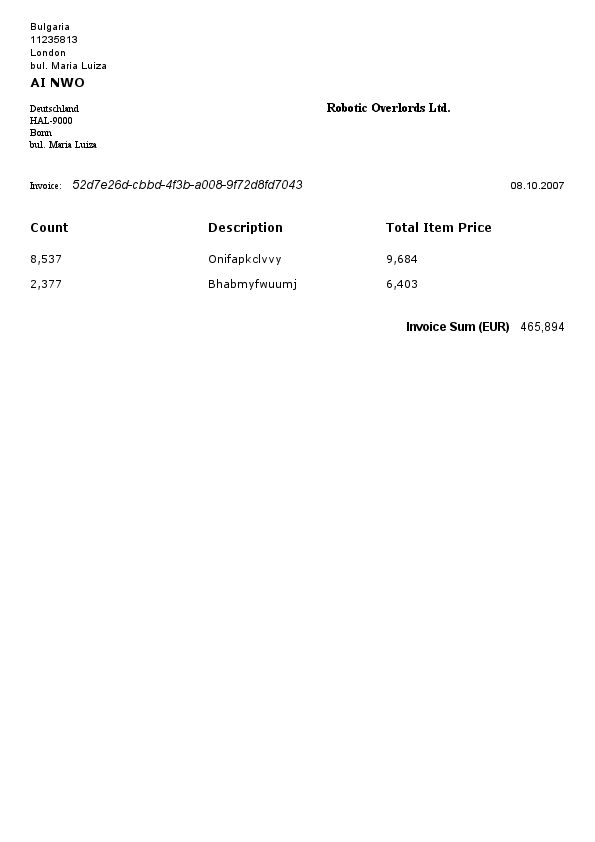 Bulgaria
11235813
London
bul. Maria Luiza
AI NWO
Deutschland
HAL-9000
Bonn
bul. Maria Luiza
Robotic Overlords Ltd.
Invoice: 52d7e26d-cbbd-4f3b-a008-9f72d8fd7043 08.10.2007
Count Description Total Item Price
8,537 Onifapkclvvy 9,684
2,377 Bhabmyfwuumj 6,403
Invoice Sum (EUR) 465,894